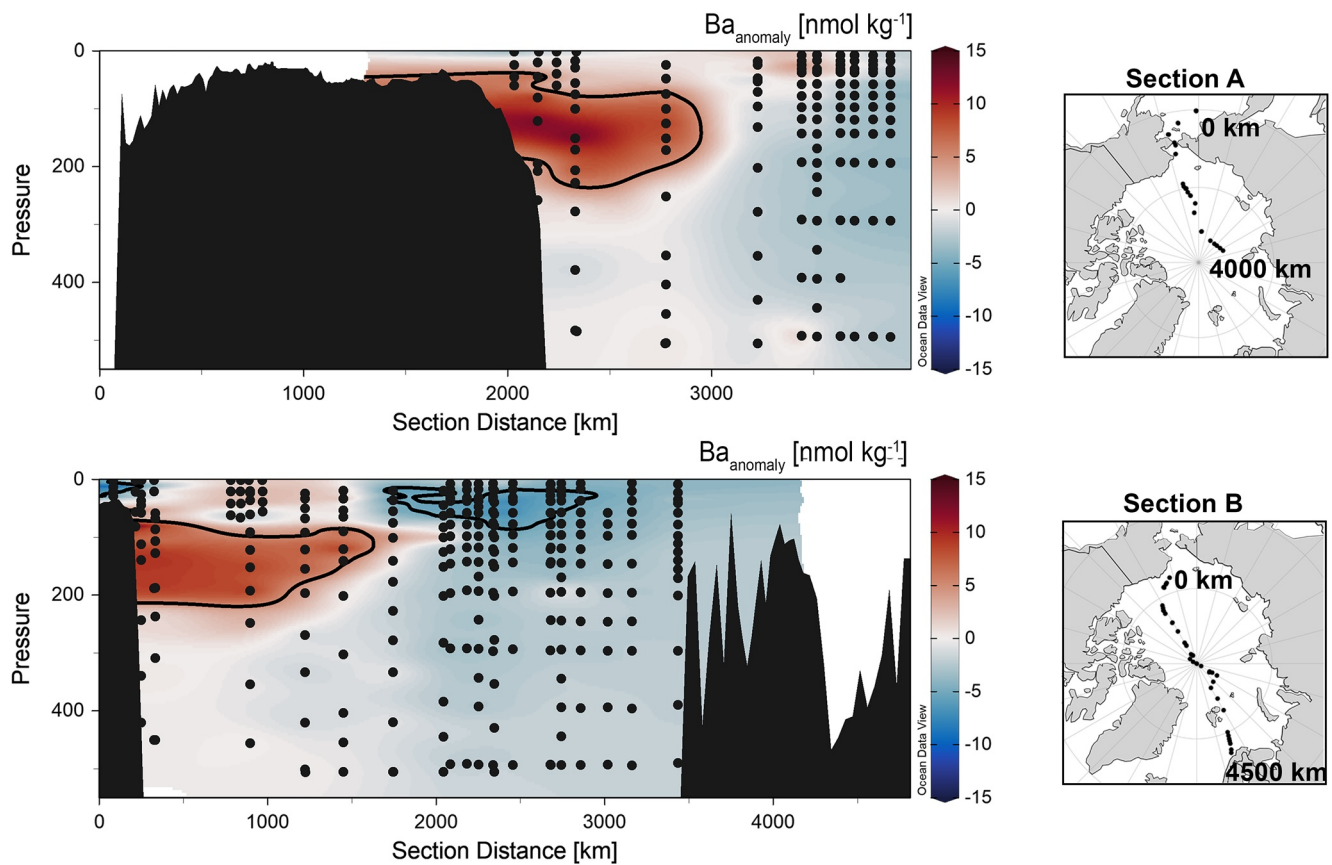 Ba_anomaly [nmol kg⁻¹]
0
200
400
Pressure
0
1000
2000
3000
Section Distance [km]
Ocean Data View
15
10
5
0
-5
-10
-15
Section A
0 km
4000 km
Ba_anomaly [nmol kg⁻¹]
0
200
400
Pressure
0
1000
2000
3000
4000
Section Distance [km]
Ocean Data View
15
10
5
0
-5
-10
-15
Section B
0 km
4500 km